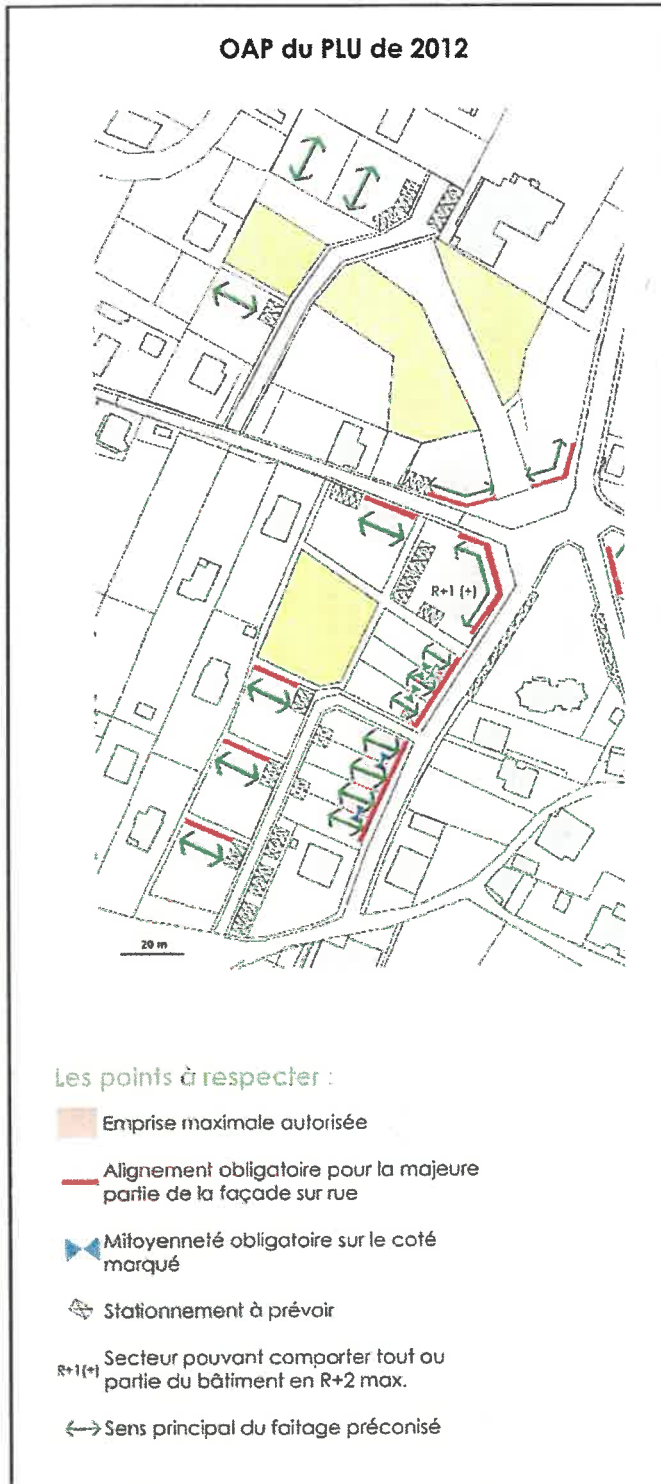 OAP du PLU de 2012
R+1 (+)
20 m
Les points à respecter :
Emprise maximale autorisée
Alignement obligatoire pour la majeure
partie de la façade sur rue
Mitoyenneté obligatoire sur le coté
marqué
Stationnement à prévoir
R+1(+) Secteur pouvant comporter tout ou
partie du bâtiment en R+2 max.
Sens principal du faitage préconisé